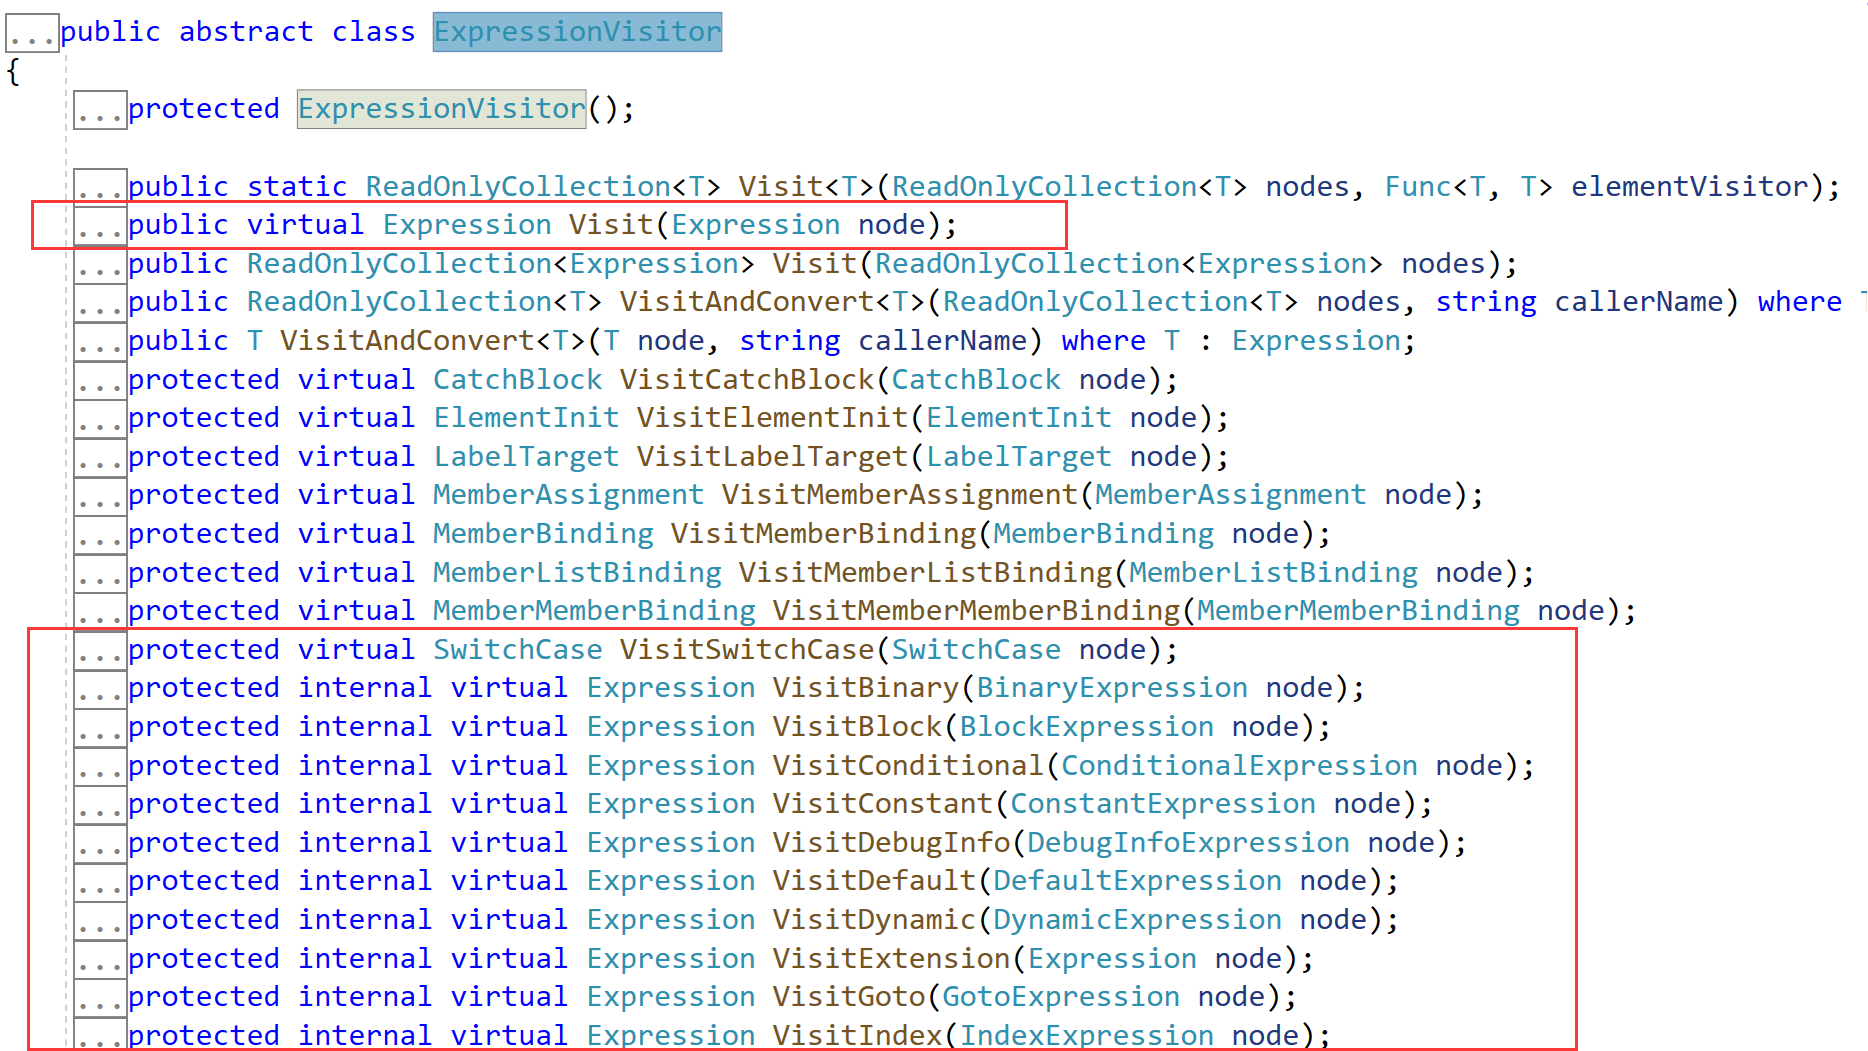 ...public abstract class ExpressionVisitor
{
...protected ExpressionVisitor();
...public static ReadOnlyCollection<T> Visit<T>(ReadOnlyCollection<T> nodes, Func<T, T> elementVisitor);
...public virtual Expression Visit(Expression node);
...public ReadOnlyCollection<Expression> Visit(ReadOnlyCollection<Expression> nodes);
...public ReadOnlyCollection<T> VisitAndConvert<T>(ReadOnlyCollection<T> nodes, string callerName) where
...public T VisitAndConvert<T>(T node, string callerName) where T : Expression;
...protected virtual CatchBlock VisitCatchBlock(CatchBlock node);
...protected virtual ElementInit VisitElementInit(ElementInit node);
...protected virtual LabelTarget VisitLabelTarget(LabelTarget node);
...protected virtual MemberAssignment VisitMemberAssignment(MemberAssignment node);
...protected virtual MemberBinding VisitMemberBinding(MemberBinding node);
...protected virtual MemberListBinding VisitMemberListBinding(MemberListBinding node);
...protected virtual MemberMemberBinding VisitMemberMemberBinding(MemberMemberBinding node);
...protected virtual SwitchCase VisitSwitchCase(SwitchCase node);
...protected internal virtual Expression VisitBinary(BinaryExpression node);
...protected internal virtual Expression VisitBlock(BlockExpression node);
...protected internal virtual Expression VisitConditional(ConditionalExpression node);
...protected internal virtual Expression VisitConstant(ConstantExpression node);
...protected internal virtual Expression VisitDebugInfo(DebugInfoExpression node);
...protected internal virtual Expression VisitDefault(DefaultExpression node);
...protected internal virtual Expression VisitDynamic(DynamicExpression node);
...protected internal virtual Expression VisitExtension(Expression node);
...protected internal virtual Expression VisitGoto(GotoExpression node);
...protected internal virtual Expression VisitIndex(IndexExpression node);